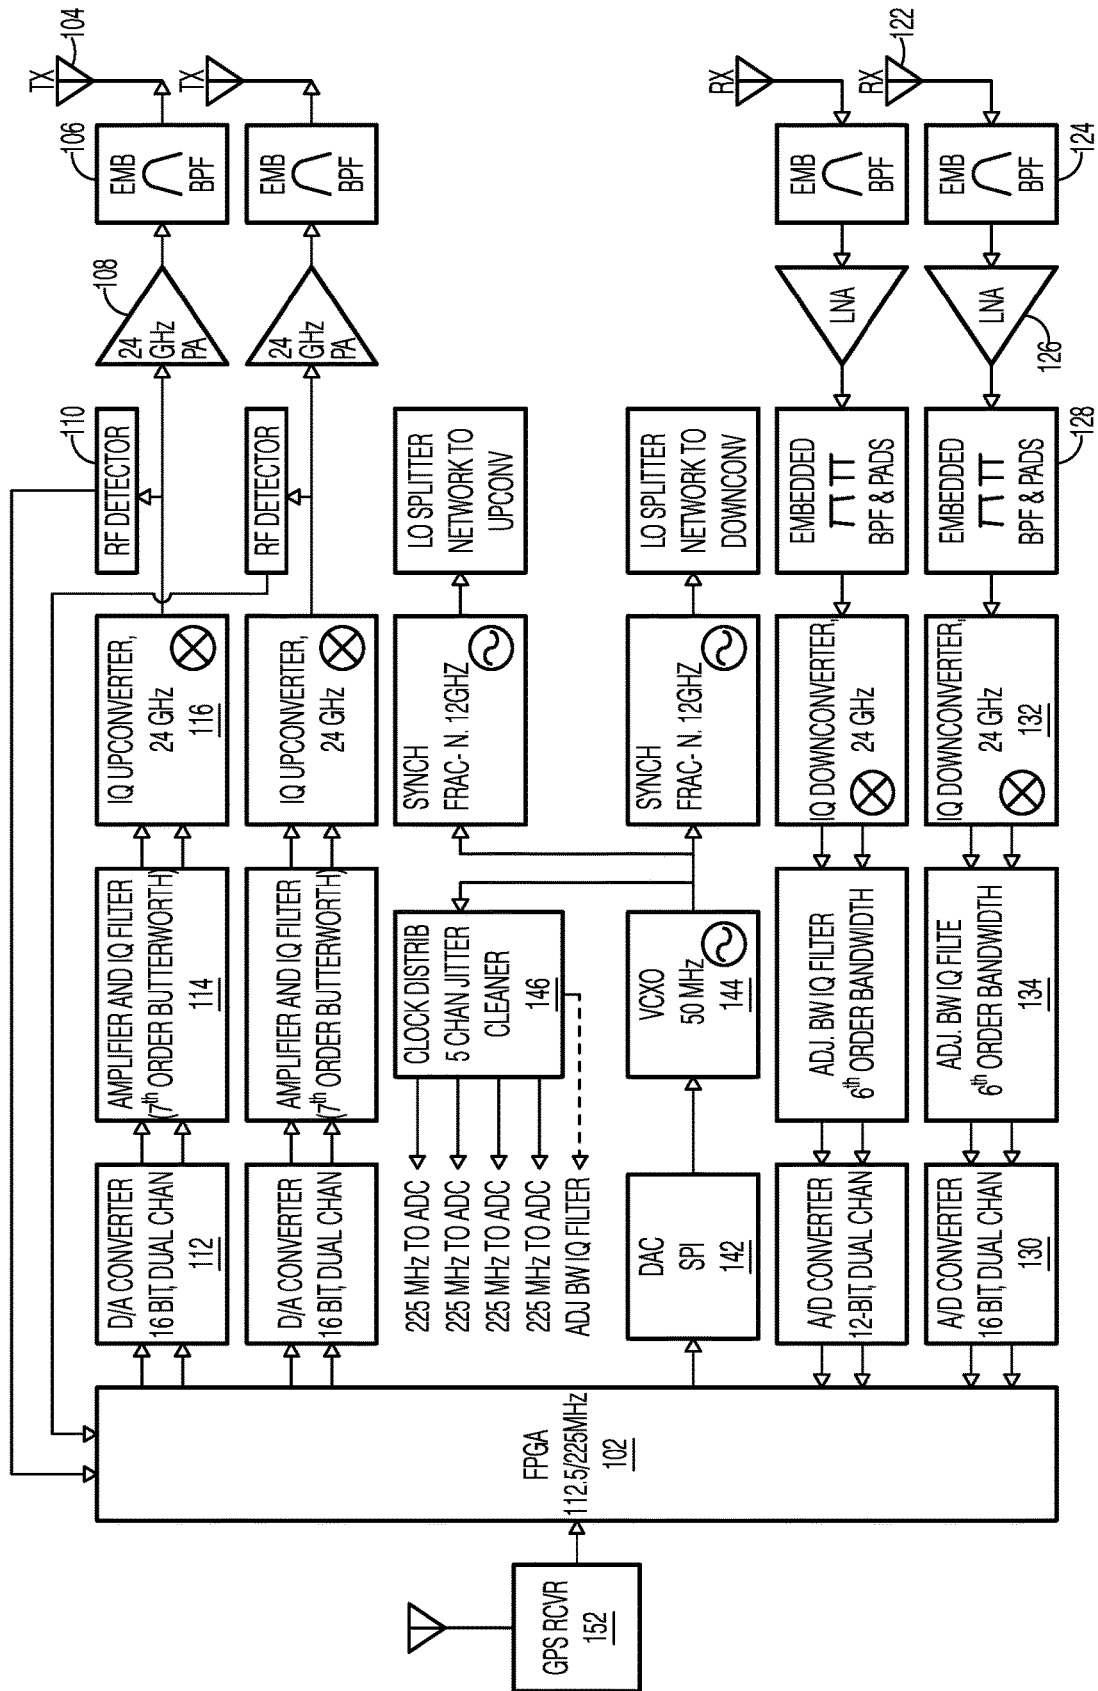 TX
104
106
EMB
BPF
108
24
GHz
PA
110
RF DETECTOR
IQ UPCONVERTER,
24 GHz
116
AMPLIFIER AND IQ FILTER
(7th ORDER BUTTERWORTH)
114
D/A CONVERTER
16 BIT, DUAL CHAN
112
TX
EMB
BPF
24
GHz
PA
RF DETECTOR
IQ UPCONVERTER,
24 GHz
AMPLIFIER AND IQ FILTER
(7th ORDER BUTTERWORTH)
D/A CONVERTER
16 BIT, DUAL CHAN
LO SPLITTER
NETWORK TO
UPCONV
SYNCH
FRAC- N. 12GHZ
CLOCK DISTRIB
5 CHAN JITTER
CLEANER
146
225 MHz TO ADC
225 MHz TO ADC
225 MHz TO ADC
225 MHz TO ADC
ADJ BW IQ FILTER
LO SPLITTER
NETWORK TO
DOWNCONV
SYNCH
FRAC- N. 12GHZ
VCXO
50 MHz
144
DAC
SPI
142
FPGA
112.5/225MHz
102
GPS RCVR
152
RX
EMB
BPF
LNA
EMBEDDED
BPF & PADS
IQ DOWNCONVERTER,
24 GHz
ADJ. BW IQ FILTER
6th ORDER BANDWIDTH
A/D CONVERTER
12-BIT, DUAL CHAN
RX
122
EMB
BPF
124
LNA
126
EMBEDDED
BPF & PADS
128
IQ DOWNCONVERTER,
24 GHz
132
ADJ. BW IQ FILTE
6th ORDER BANDWIDTH
134
A/D CONVERTER
16 BIT, DUAL CHAN
130